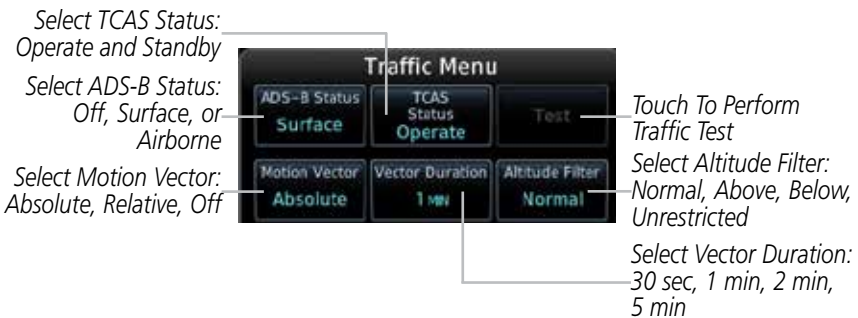 Select TCAS Status:
Operate and Standby
Select ADS-B Status:
Off, Surface, or
Airborne
Select Motion Vector:
Absolute, Relative, Off
Traffic Menu
ADS-B Status
Surface
TCAS
Status
Operate
Test
Motion Vector
Absolute
Vector Duration
1 MIN
Altitude Filter
Normal
Touch To Perform
Traffic Test
Select Altitude Filter:
Normal, Above, Below,
Unrestricted
Select Vector Duration:
30 sec, 1 min, 2 min,
5 min